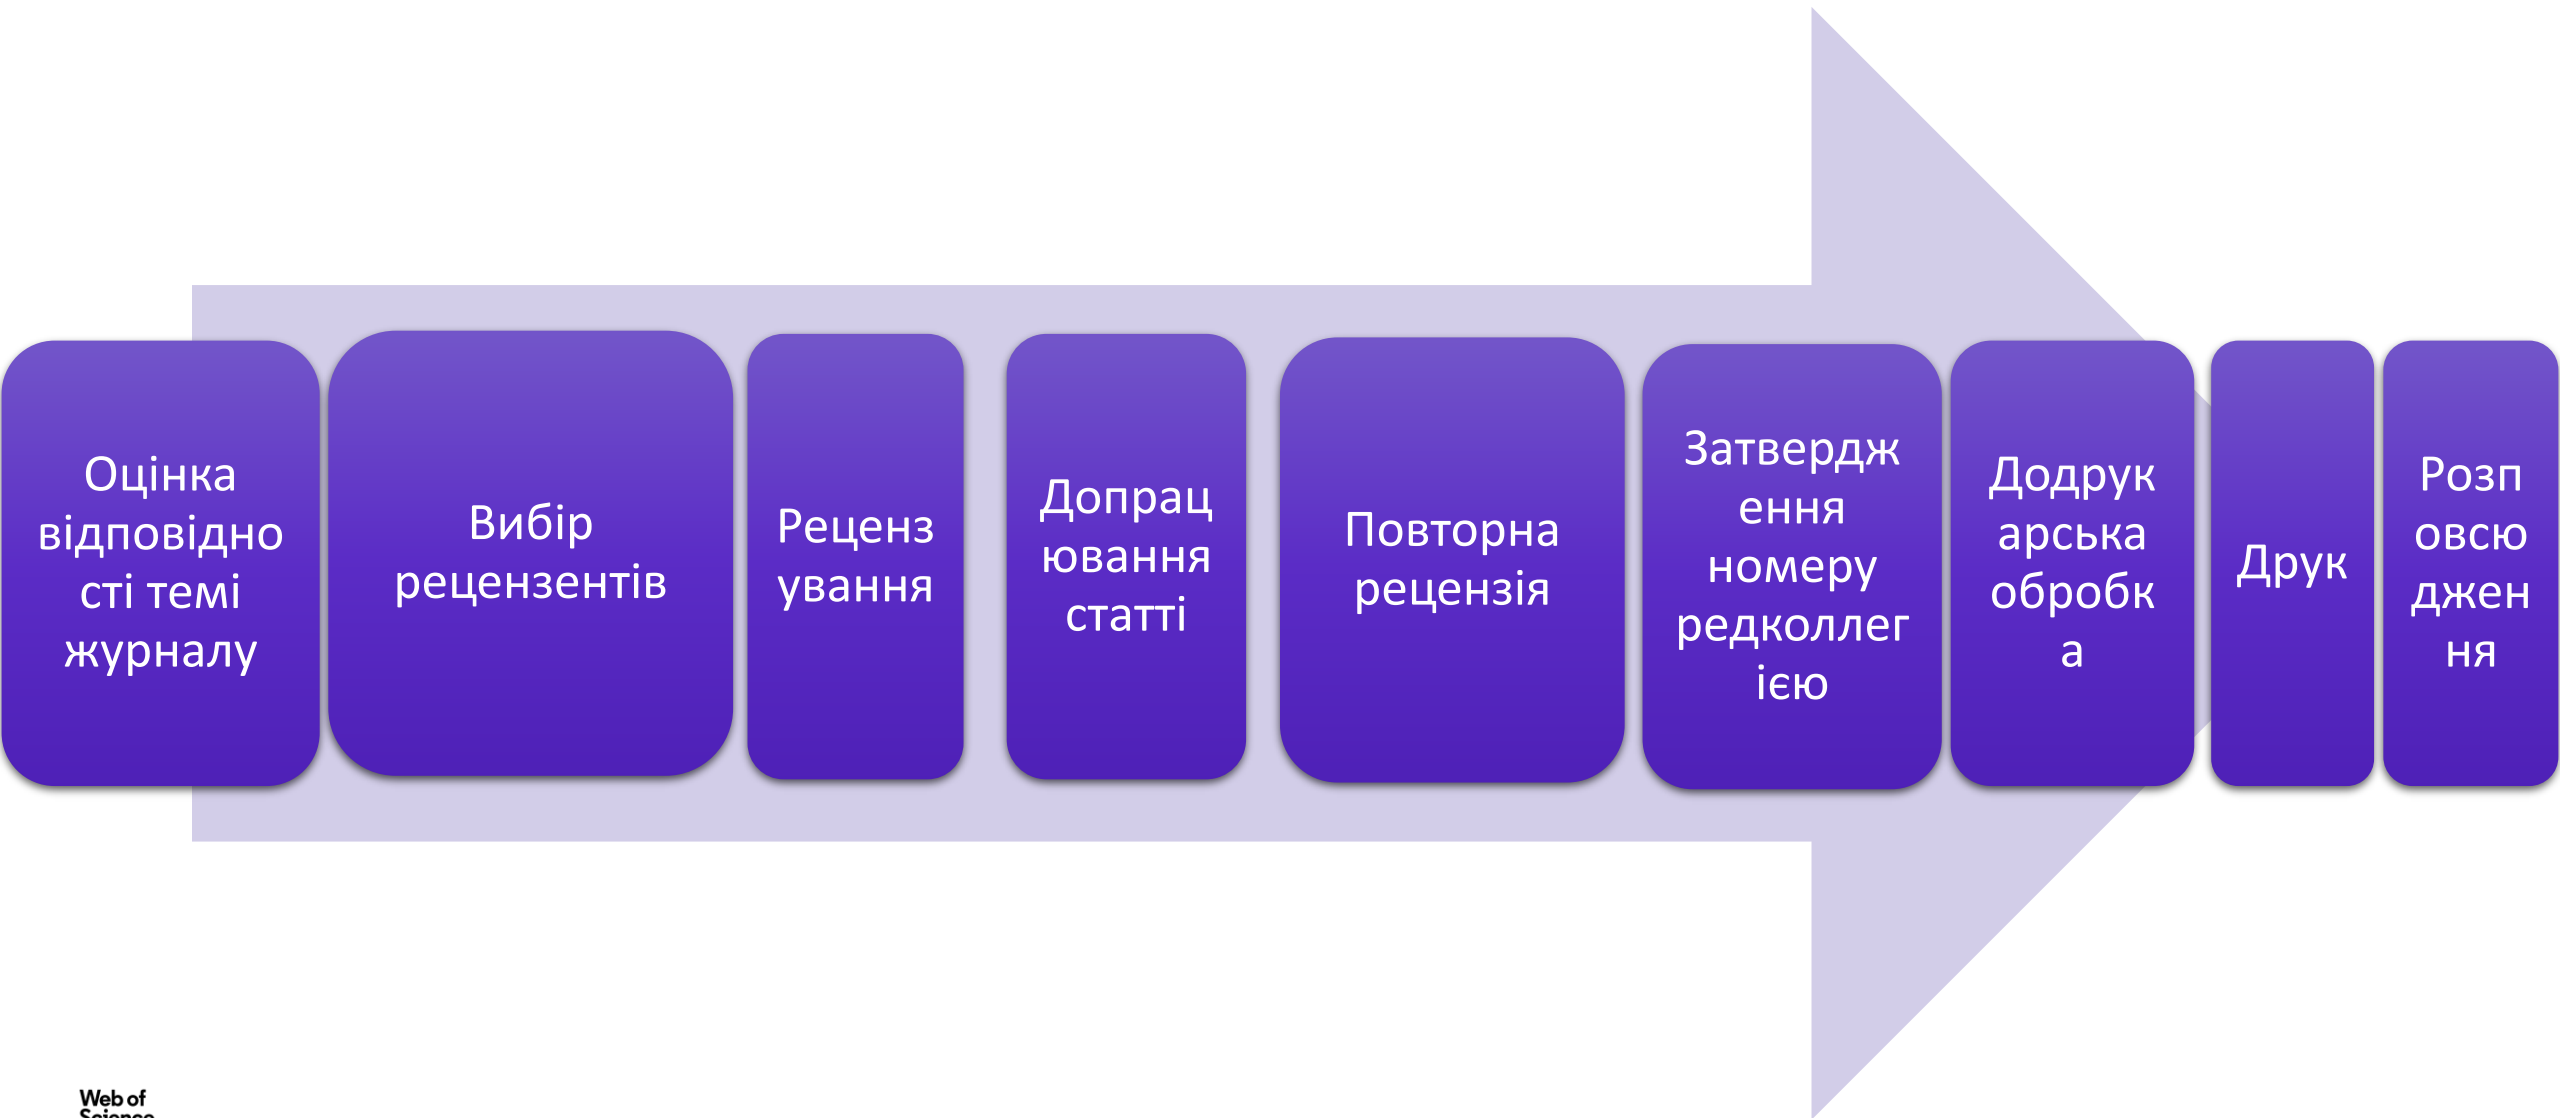 Оцінка
відповідно
сті темі
журналу
Вибір
рецензентів
Реценз
ування
Допрац
ювання
статті
Повторна
рецензія
Затвердж
ення
номеру
редколлег
ією
Додрук
арська
обробк
а
Друк
Розп
овсю
джен
ня
Web of
Science